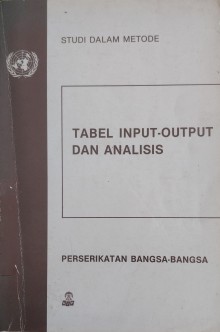 STUDI DALAM METODE
TABEL INPUT-OUTPUT
DAN ANALISIS
PERSERIKATAN BANGSA-BANGSA